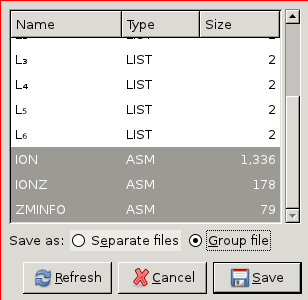 Name Type Size
L₃ LIST 2
L₄ LIST 2
L₅ LIST 2
L₆ LIST 2
ION ASM 1,336
IONZ ASM 178
ZMINFO ASM 79
Save as: Separate files Group file
Refresh Cancel Save